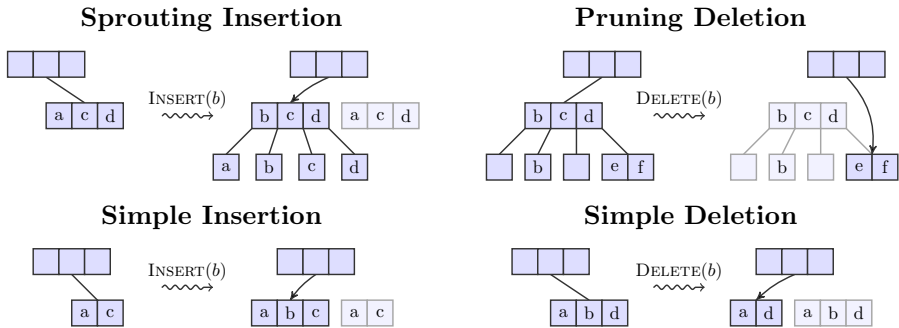 Sprouting Insertion Pruning Deletion
INSERT(b) DELETE(b)
a c d b c d a c d b c d b c d
a b c d b e f b e f
Simple Insertion Simple Deletion
INSERT(b) DELETE(b)
a c a b c a c a b d a d a b d